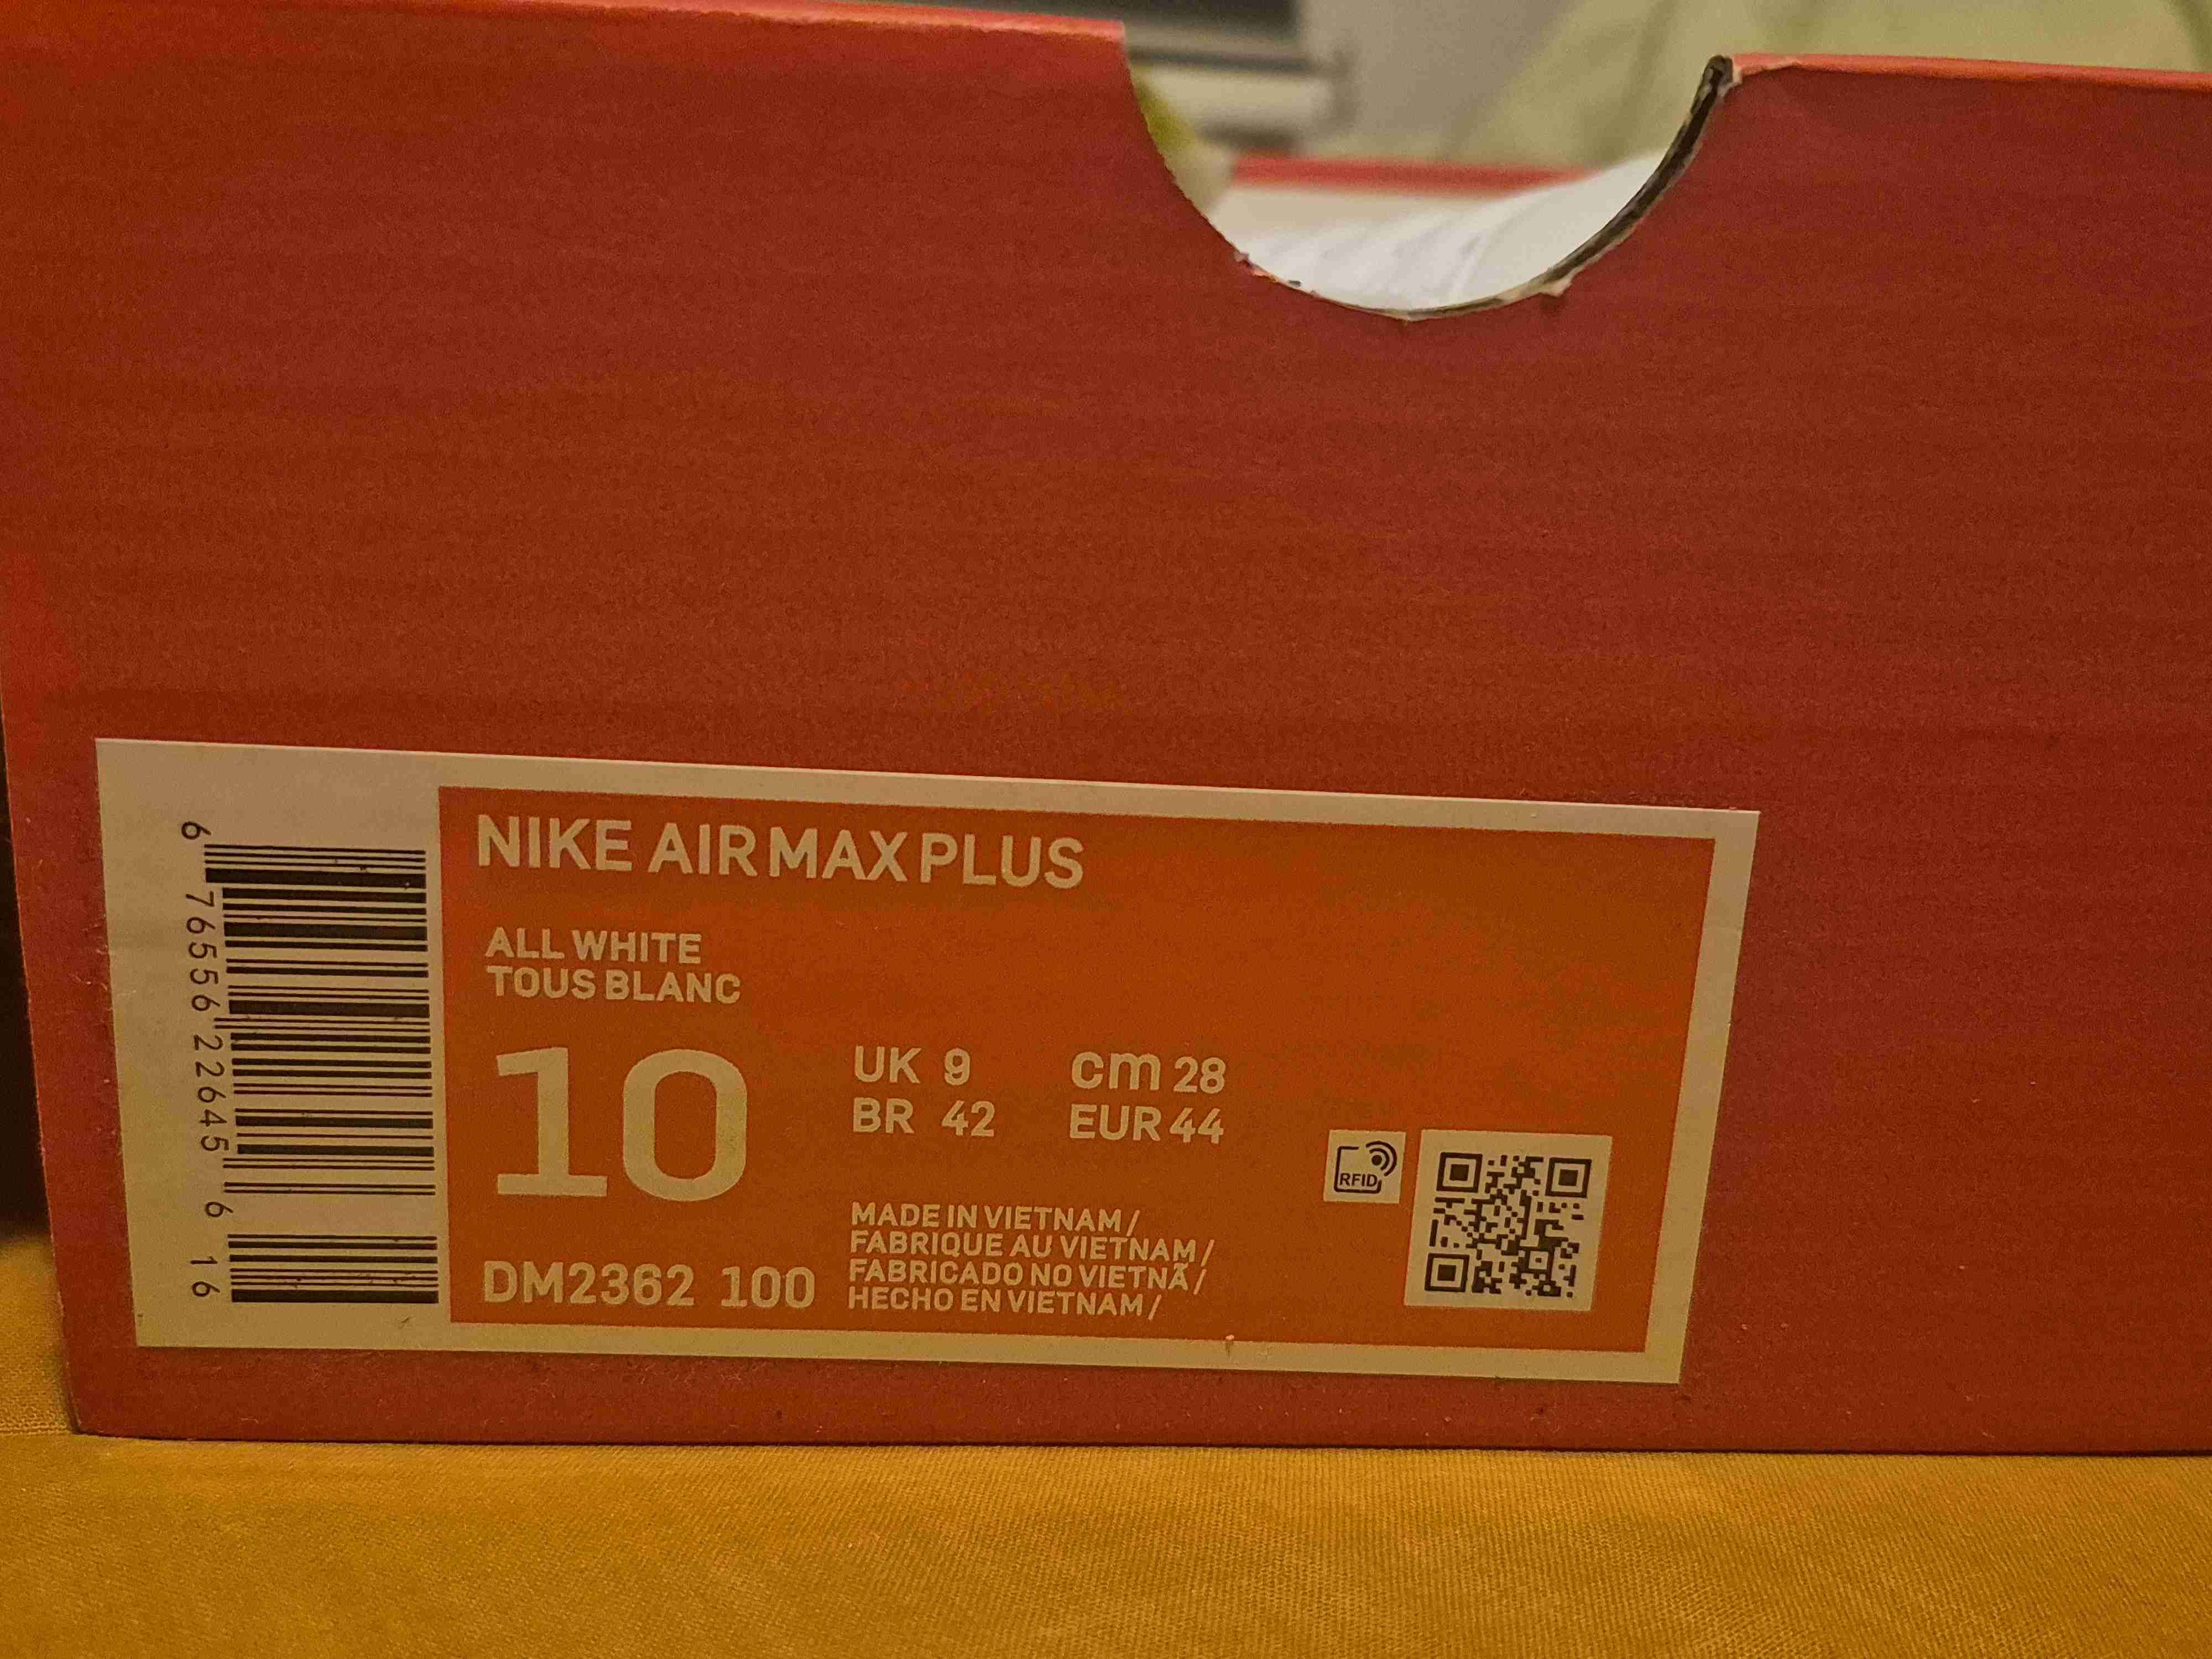 6 76556 22645 6 16
NIKE AIR MAX PLUS
ALL WHITE
TOUS BLANC
10
UK 9 cm 28
BR 42 EUR 44
RFID
MADE IN VIETNAM /
FABRIQUE AU VIETNAM /
FABRICADO NO VIETNÃ /
HECHO EN VIETNAM /
DM2362 100